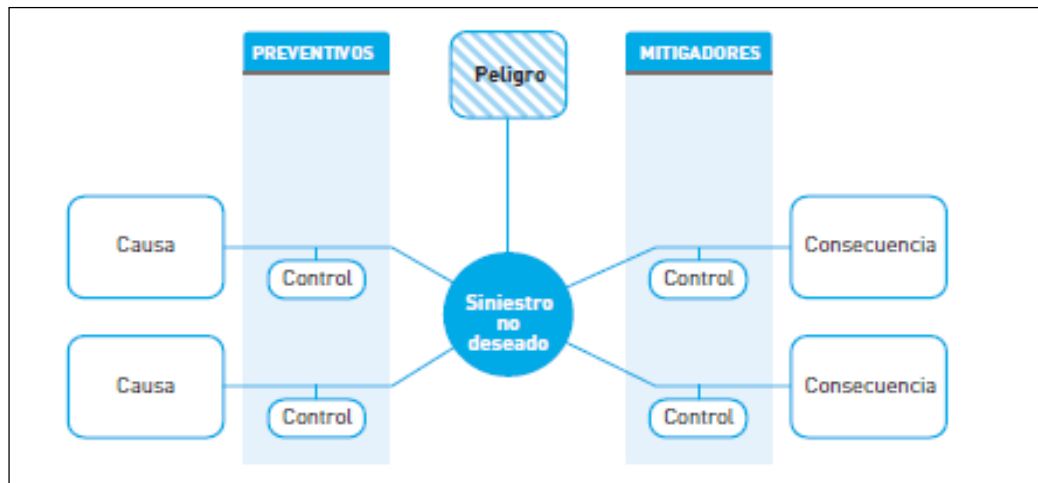 PREVENTIVOS
Peligro
MITIGADORES
Causa
Control
Siniestro
no
deseado
Control
Consecuencia
Causa
Control
Control
Consecuencia